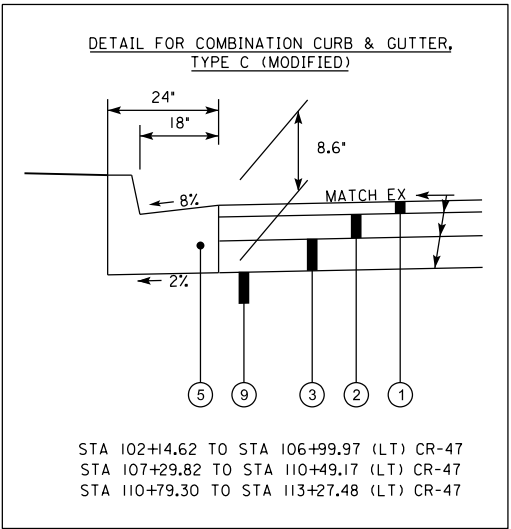 DETAIL FOR COMBINATION CURB & GUTTER,
TYPE C (MODIFIED)
24"
18"
8.6"
MATCH EX
8%
2%
5
9
3
2
1
STA 102+14.62 TO STA 106+99.97 (LT) CR-47
STA 107+29.82 TO STA 110+49.17 (LT) CR-47
STA 110+79.30 TO STA 113+27.48 (LT) CR-47